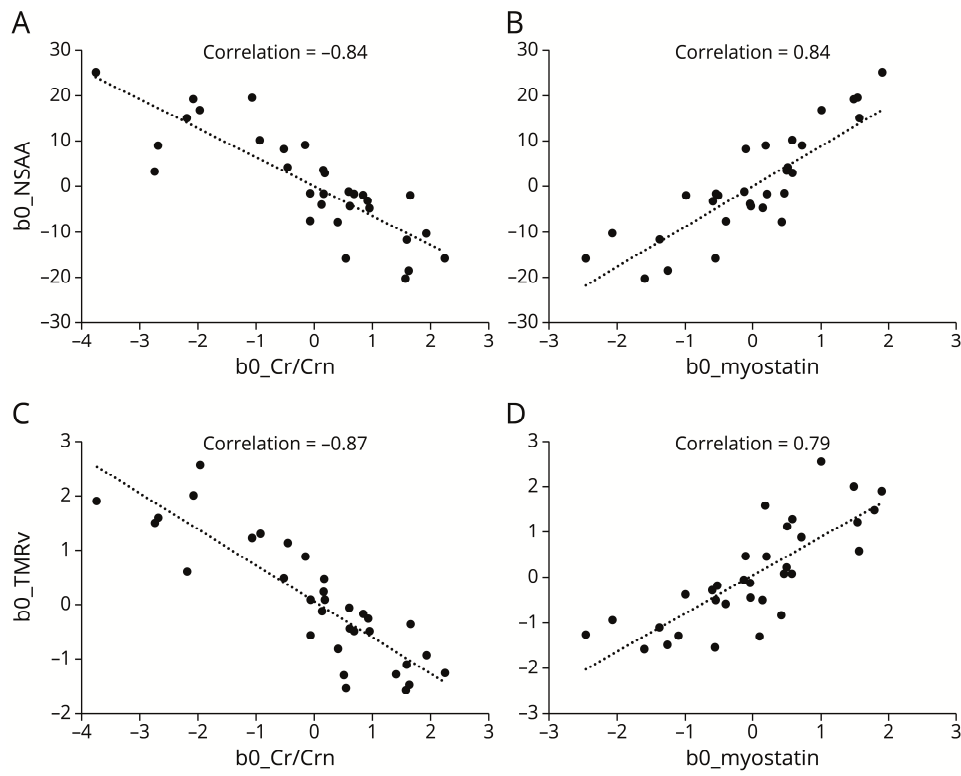 A
Correlation = –0.84
30
20
10
0
–10
–20
–30
b0_NSAA
–4 –3 –2 –1 0 1 2 3
b0_Cr/Crn
B
Correlation = 0.84
30
20
10
0
–10
–20
–30
–3 –2 –1 0 1 2 3
b0_myostatin
C
Correlation = –0.87
3
2
1
0
–1
–2
b0_TMRv
–4 –3 –2 –1 0 1 2 3
b0_Cr/Crn
D
Correlation = 0.79
3
2
1
0
–1
–2
–3
–3 –2 –1 0 1 2 3
b0_myostatin